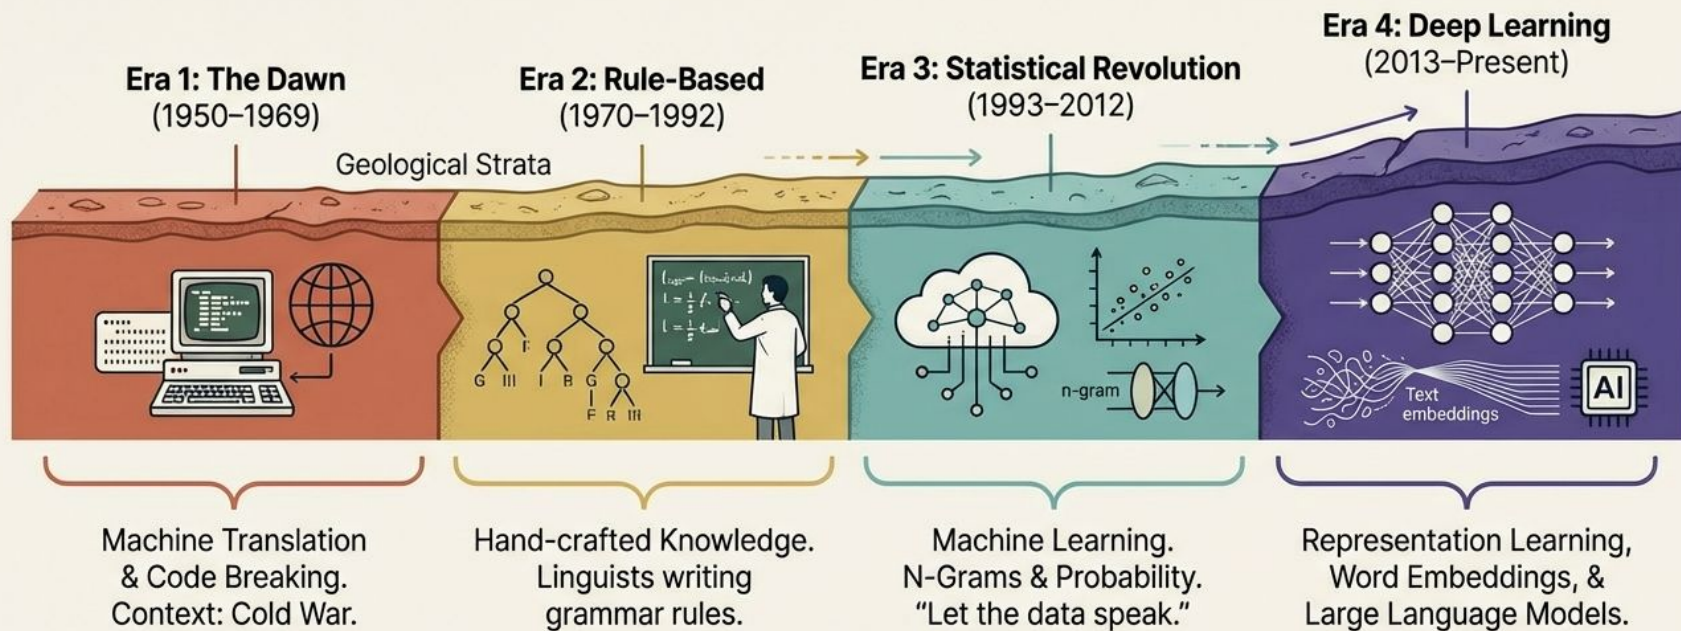 Era 1: The Dawn
(1950–1969)
Era 2: Rule-Based
(1970–1992)
Era 3: Statistical Revolution
(1993–2012)
Era 4: Deep Learning
(2013–Present)
Geological Strata
G III I B G
F R III
n-gram
Text
embeddings
AI
Machine Translation
& Code Breaking.
Context: Cold War.
Hand-crafted Knowledge.
Linguists writing
grammar rules.
Machine Learning.
N-Grams & Probability.
“Let the data speak.”
Representation Learning,
Word Embeddings, &
Large Language Models.